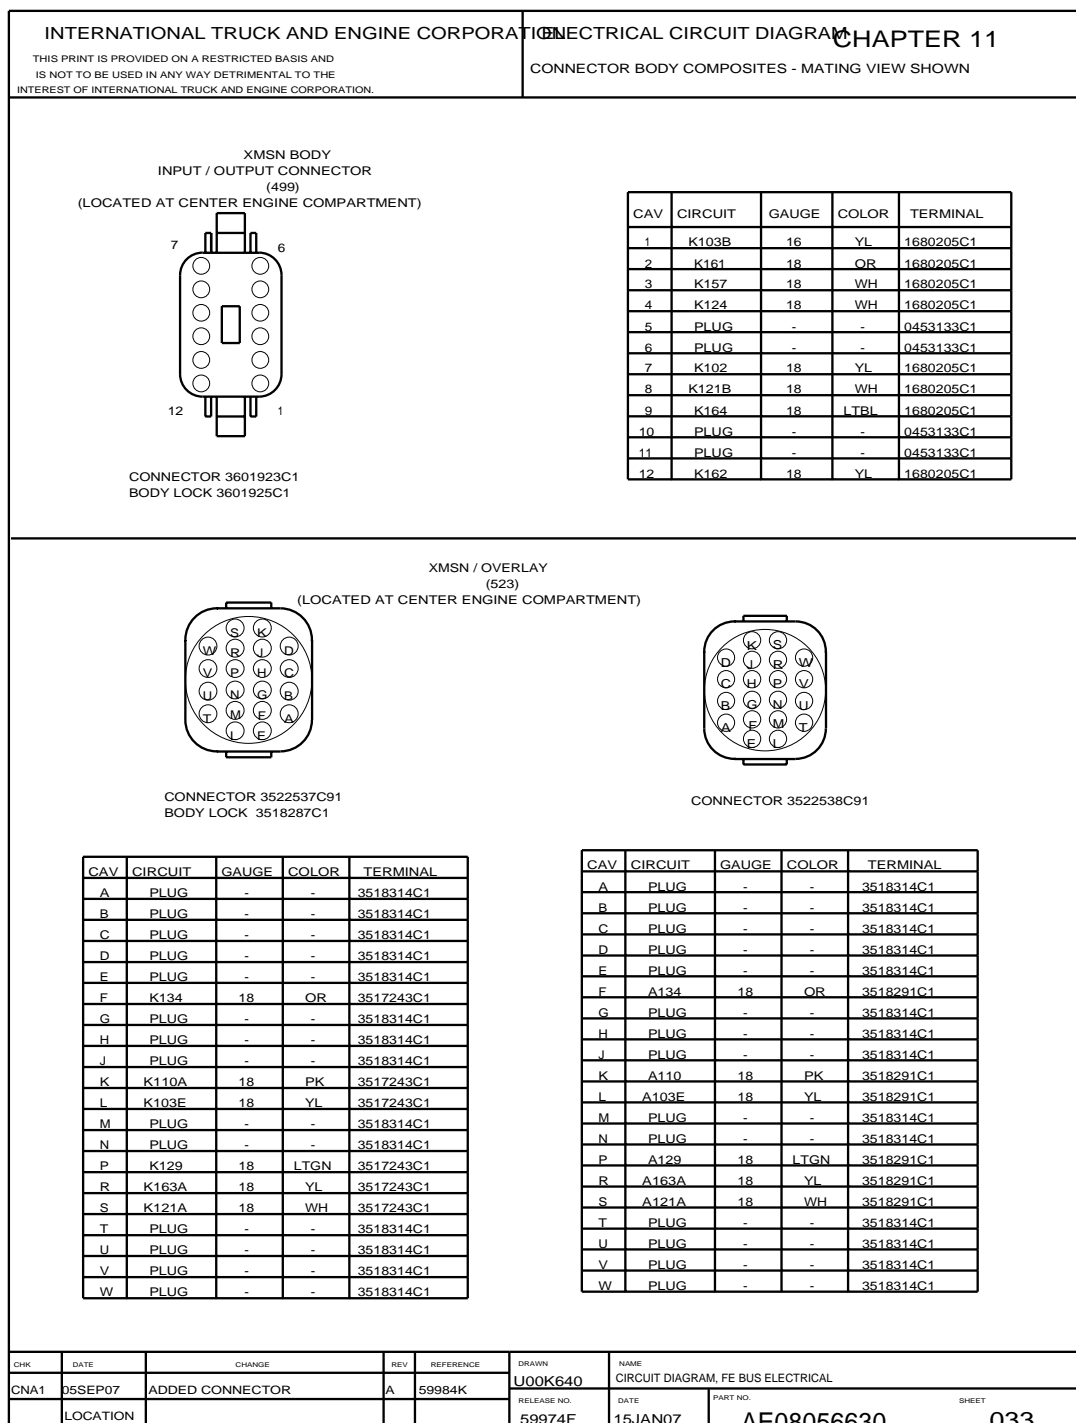 INTERNATIONAL TRUCK AND ENGINE CORPORATION
THIS PRINT IS PROVIDED ON A RESTRICTED BASIS AND
IS NOT TO BE USED IN ANY WAY DETRIMENTAL TO THE
INTEREST OF INTERNATIONAL TRUCK AND ENGINE CORPORATION.
ELECTRICAL CIRCUIT DIAGRAM
CHAPTER 11
CONNECTOR BODY COMPOSITES - MATING VIEW SHOWN
XMSN BODY
INPUT / OUTPUT CONNECTOR
(499)
(LOCATED AT CENTER ENGINE COMPARTMENT)
7 6
12 1
CONNECTOR 3601923C1
BODY LOCK 3601925C1
CAV CIRCUIT GAUGE COLOR TERMINAL
1 K103B 16 YL 1680205C1
2 K161 18 OR 1680205C1
3 K157 18 WH 1680205C1
4 K124 18 WH 1680205C1
5 PLUG - - 0453133C1
6 PLUG - - 0453133C1
7 K102 18 YL 1680205C1
8 K121B 18 WH 1680205C1
9 K164 18 LTBL 1680205C1
10 PLUG - - 0453133C1
11 PLUG - - 0453133C1
12 K162 18 YL 1680205C1
XMSN / OVERLAY
(523)
(LOCATED AT CENTER ENGINE COMPARTMENT)
S K
W R J D
V P H C
U N G B
T M F A
L E
CONNECTOR 3522537C91
BODY LOCK 3518287C1
K S
D J R W
C H P V
B G N U
A F M T
E L
CONNECTOR 3522538C91
CAV CIRCUIT GAUGE COLOR TERMINAL
A PLUG - - 3518314C1
B PLUG - - 3518314C1
C PLUG - - 3518314C1
D PLUG - - 3518314C1
E PLUG - - 3518314C1
F K134 18 OR 3517243C1
G PLUG - - 3518314C1
H PLUG - - 3518314C1
J PLUG - - 3518314C1
K K110A 18 PK 3517243C1
L K103E 18 YL 3517243C1
M PLUG - - 3518314C1
N PLUG - - 3518314C1
P K129 18 LTGN 3517243C1
R K163A 18 YL 3517243C1
S K121A 18 WH 3517243C1
T PLUG - - 3518314C1
U PLUG - - 3518314C1
V PLUG - - 3518314C1
W PLUG - - 3518314C1
CAV CIRCUIT GAUGE COLOR TERMINAL
A PLUG - - 3518314C1
B PLUG - - 3518314C1
C PLUG - - 3518314C1
D PLUG - - 3518314C1
E PLUG - - 3518314C1
F A134 18 OR 3518291C1
G PLUG - - 3518314C1
H PLUG - - 3518314C1
J PLUG - - 3518314C1
K A110 18 PK 3518291C1
L A103E 18 YL 3518291C1
M PLUG - - 3518314C1
N PLUG - - 3518314C1
P A129 18 LTGN 3518291C1
R A163A 18 YL 3518291C1
S A121A 18 WH 3518291C1
T PLUG - - 3518314C1
U PLUG - - 3518314C1
V PLUG - - 3518314C1
W PLUG - - 3518314C1
CHK DATE CHANGE REV REFERENCE
CNA1 05SEP07 ADDED CONNECTOR A 59984K
LOCATION
DRAWN
U00K640
NAME
CIRCUIT DIAGRAM, FE BUS ELECTRICAL
RELEASE NO. DATE PART NO. SHEET
59974F 15JAN07 AE08056630 033